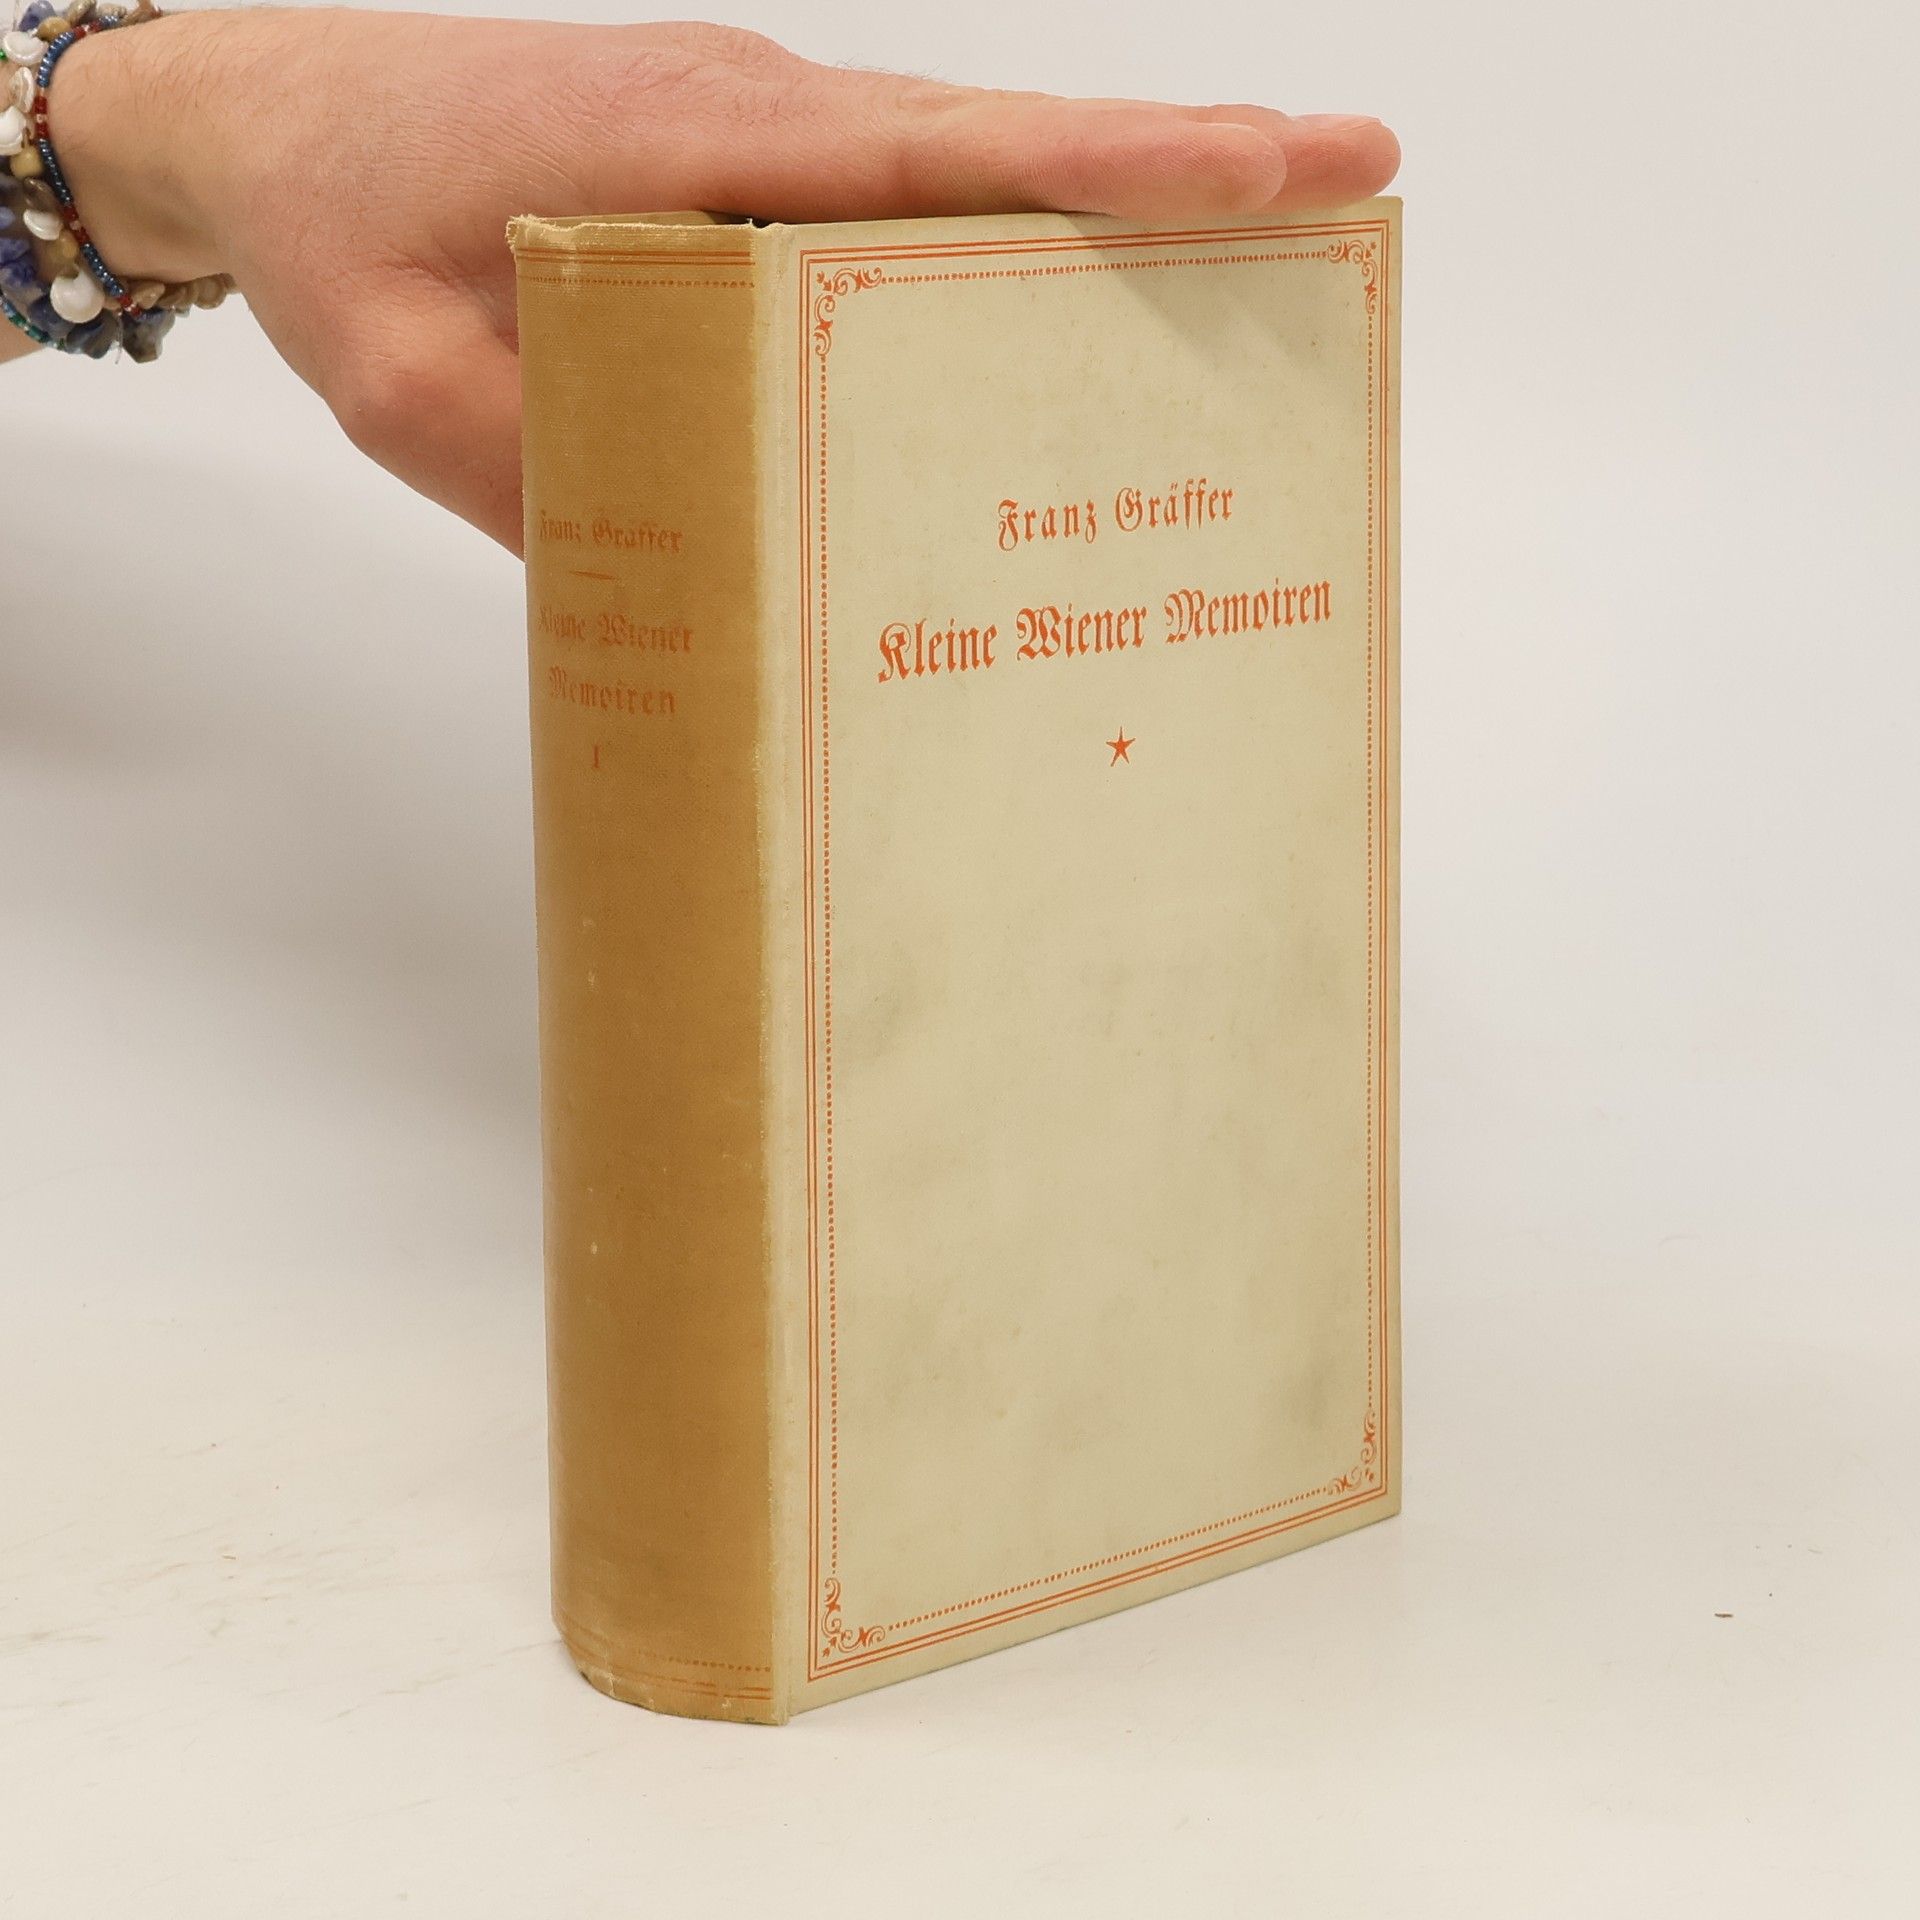 Franz Gräffer
Kleine Wiener
Memoiren
I
Franz Gräffer
Kleine Wiener Memoiren